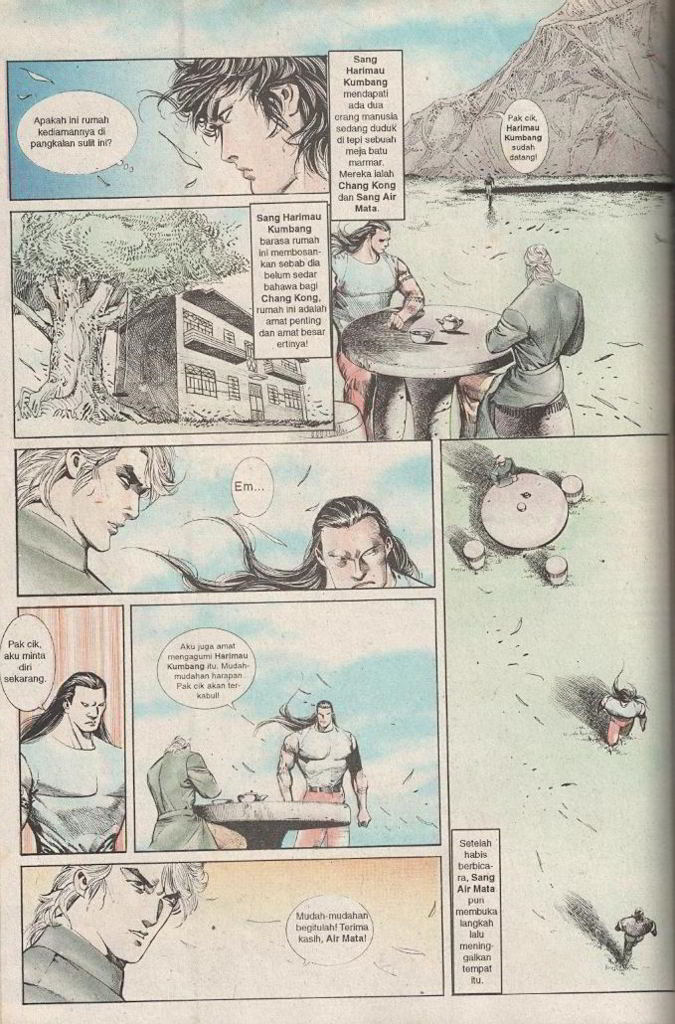 Apakah ini rumah
kediamannya di
pangkalan sulit ini?
Sang
Harimau
Kumbang
mendapati
ada dua
orang manusia
sedang duduk
di tepi sebuah
meja batu
marmar.
Mereka ialah
Chang Kong
dan Sang Air
Mata.
Pak cik,
Harimau
Kumbang
sudah
datang!
Sang Harimau
Kumbang
barasa rumah
ini membosan-
kan sebab dia
belum sedar
bahawa bagi
Chang Kong,
rumah ini adalah
amat penting
dan amat besar
ertinya!
Em...
Pak cik,
aku minta
diri
sekarang.
Aku juga amat
mengagumi Harimau
Kumbang itu. Mudah-
mudahan harapan
Pak cik akan ter-
kabul!
Mudah-mudahan
begitulah! Terima
kasih, Air Mata!
Setelah
habis
berbica-
ra, Sang
Air Mata
pun
membuka
langkah
lalu
mening-
galkan
tempat
itu.